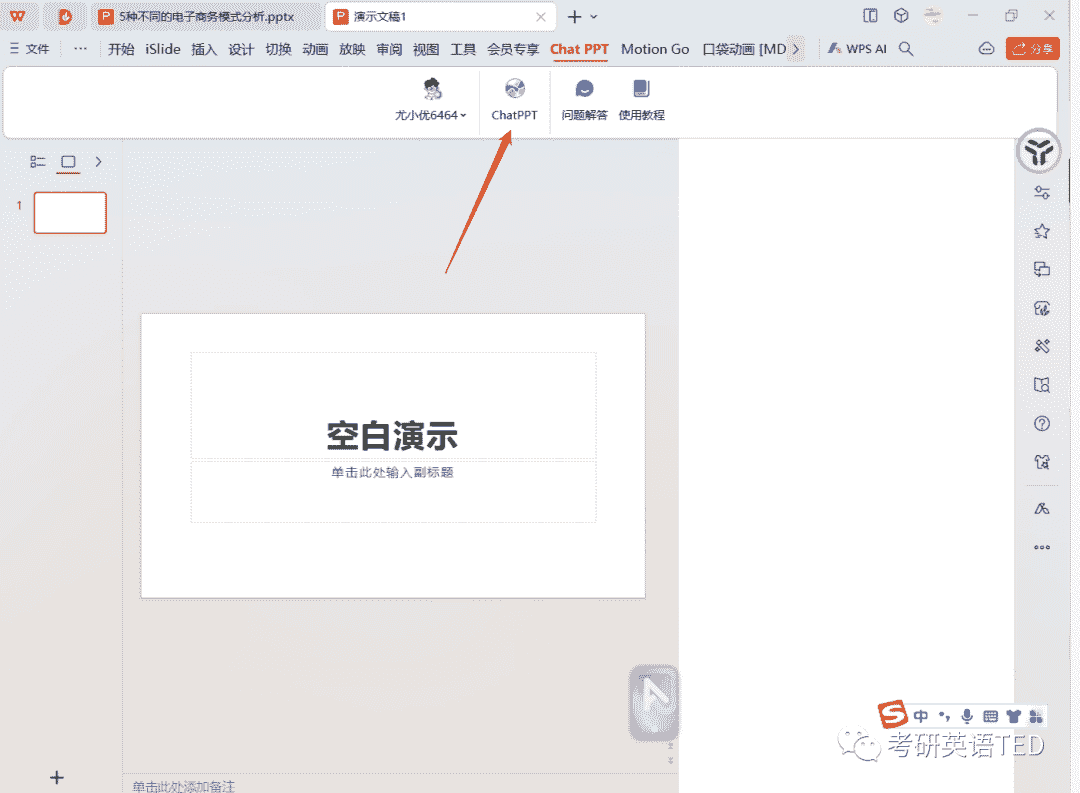 5种不同的电子商务模式分析.pptx 演示文稿1
文件 开始 iSlide 插入 设计 切换 动画 放映 审阅 视图 工具 会员专享 Chat PPT Motion Go 口袋动画 [MD WPS AI 分享
尤小优6464 ChatPPT 问题解答 使用教程
1
空白演示
单击此处输入副标题
中
考研英语TED
单击此处添加备注